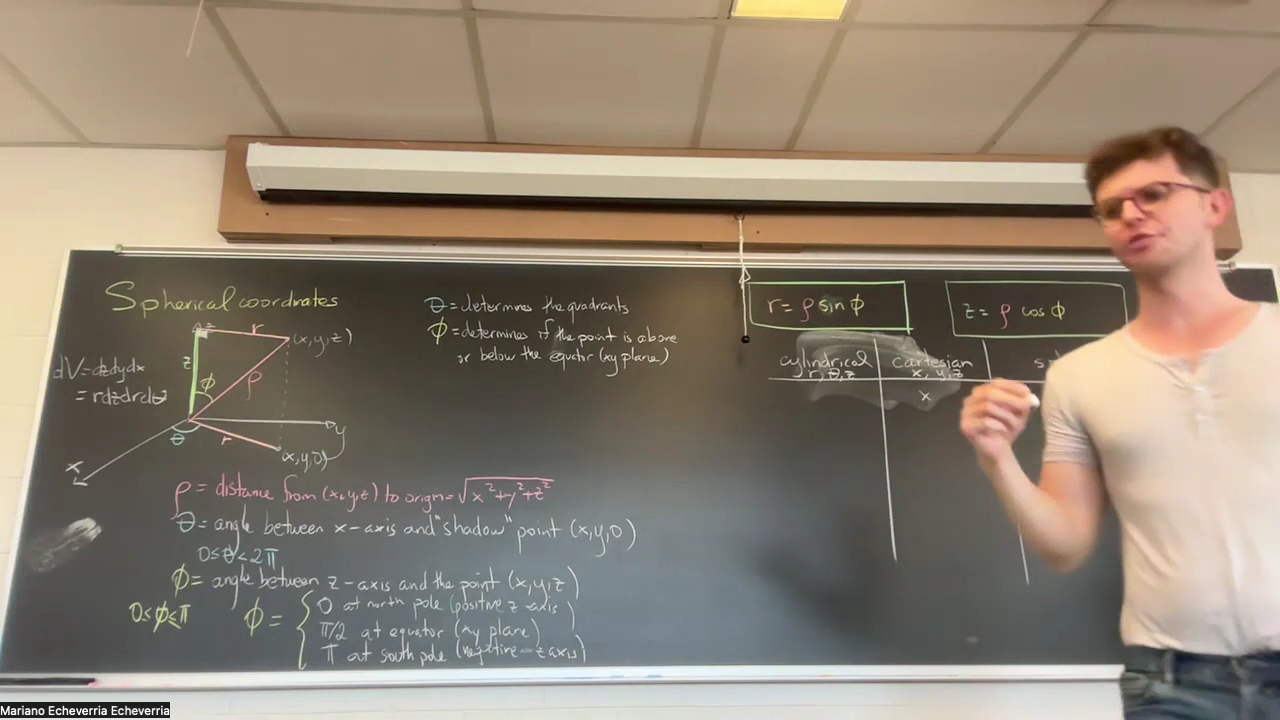 Spherical coordinates
z
r
(x,y,z)
z
ϕ
ρ
dV=dzdydx
= rdzdrdθ
y
θ
r
(x,y,0)
x
θ=determines the quadrants
ϕ=determines if the point is above
or below the equator (xy plane)
ρ= distance from (x,y,z) to origin=√x²+y²+z²
θ= angle between x-axis and "shadow" point (x,y,0)
0≤θ<2π
ϕ= angle between z-axis and the point (x,y,z)
0≤ϕ≤π
ϕ = { 0 at north pole (positive z axis)
π/2 at equator (xy plane)
π at south pole (negative z axis)
r= ρ sin ϕ
z= ρ cos ϕ
cylindrical
r, θ, z
cartesian
x, y, z
x
Mariano Echeverria Echeverria